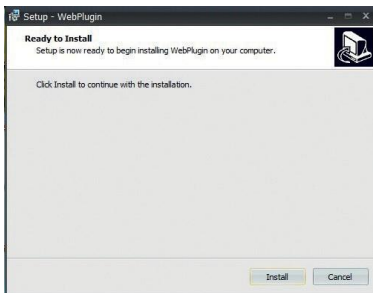 Setup - WebPlugin
Ready to Install
Setup is now ready to begin installing WebPlugin on your computer.
Click Install to continue with the installation.
Install Cancel